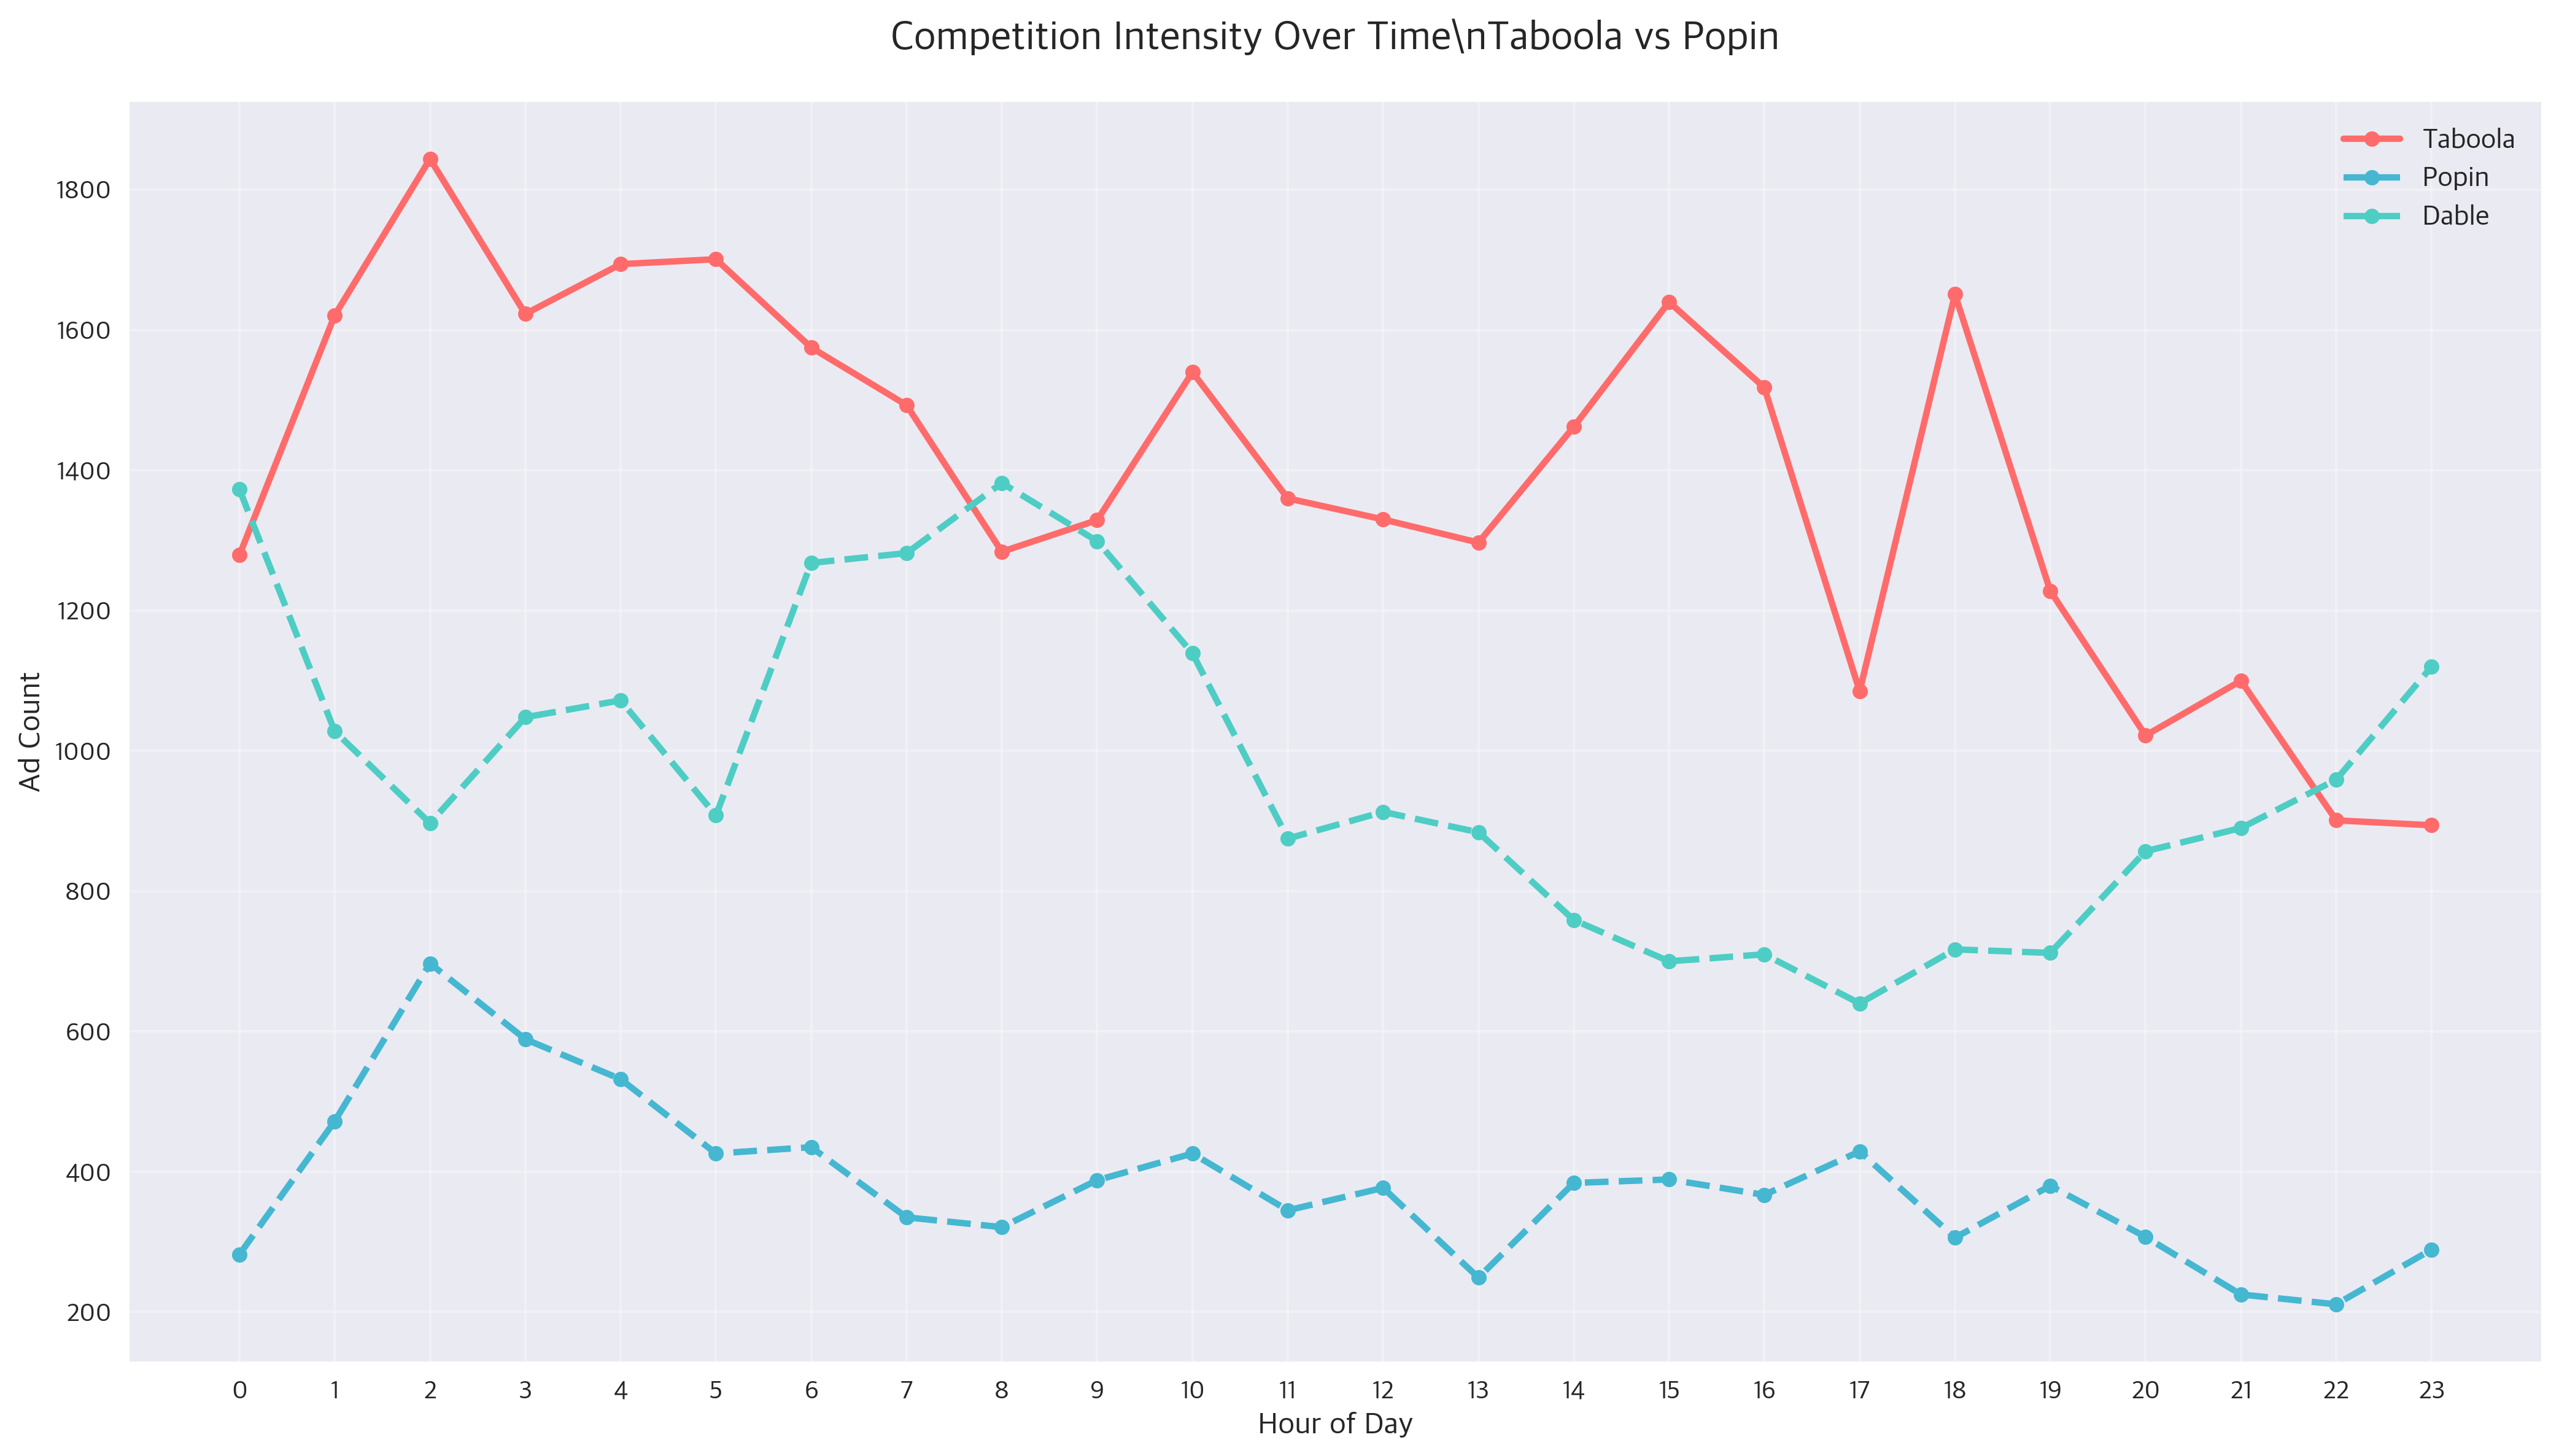 Competition Intensity Over Time\nTaboola vs Popin
Taboola
Popin
Dable
1800
1600
1400
1200
1000
800
600
400
200
Ad Count
0 1 2 3 4 5 6 7 8 9 10 11 12 13 14 15 16 17 18 19 20 21 22 23
Hour of Day